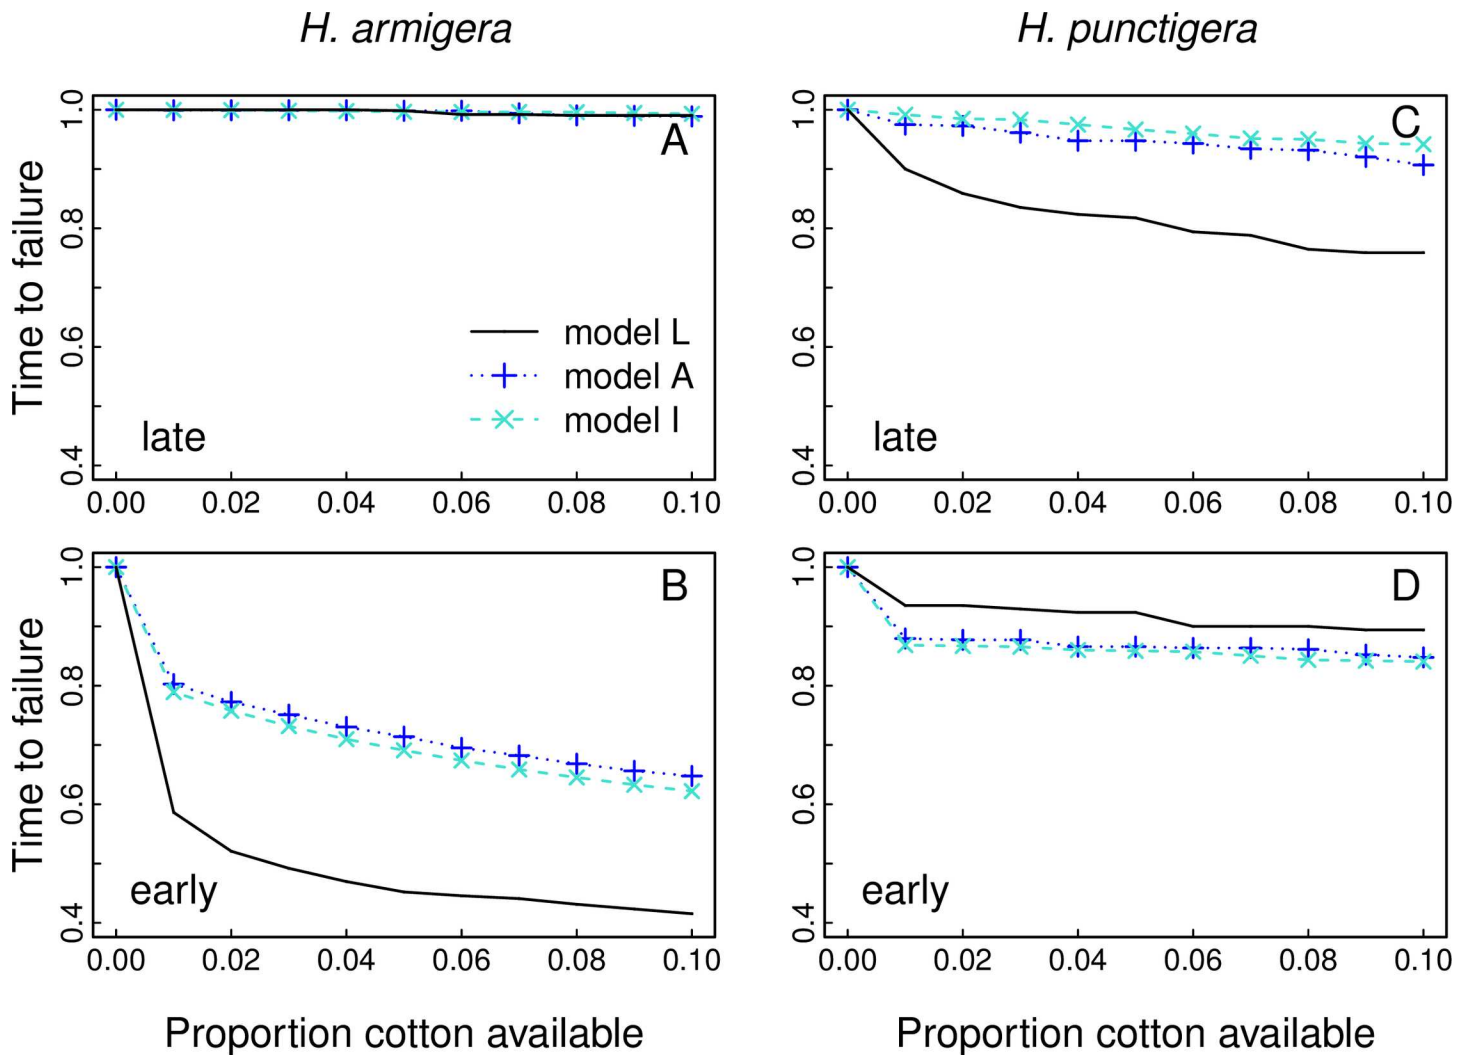 H. armigera
H. punctigera
Time to failure
1.0
0.8
0.6
0.4
A
model L
model A
model I
late
0.00 0.02 0.04 0.06 0.08 0.10
1.0
0.8
0.6
0.4
C
late
0.00 0.02 0.04 0.06 0.08 0.10
Time to failure
1.0
0.8
0.6
0.4
B
early
0.00 0.02 0.04 0.06 0.08 0.10
Proportion cotton available
1.0
0.8
0.6
0.4
D
early
0.00 0.02 0.04 0.06 0.08 0.10
Proportion cotton available